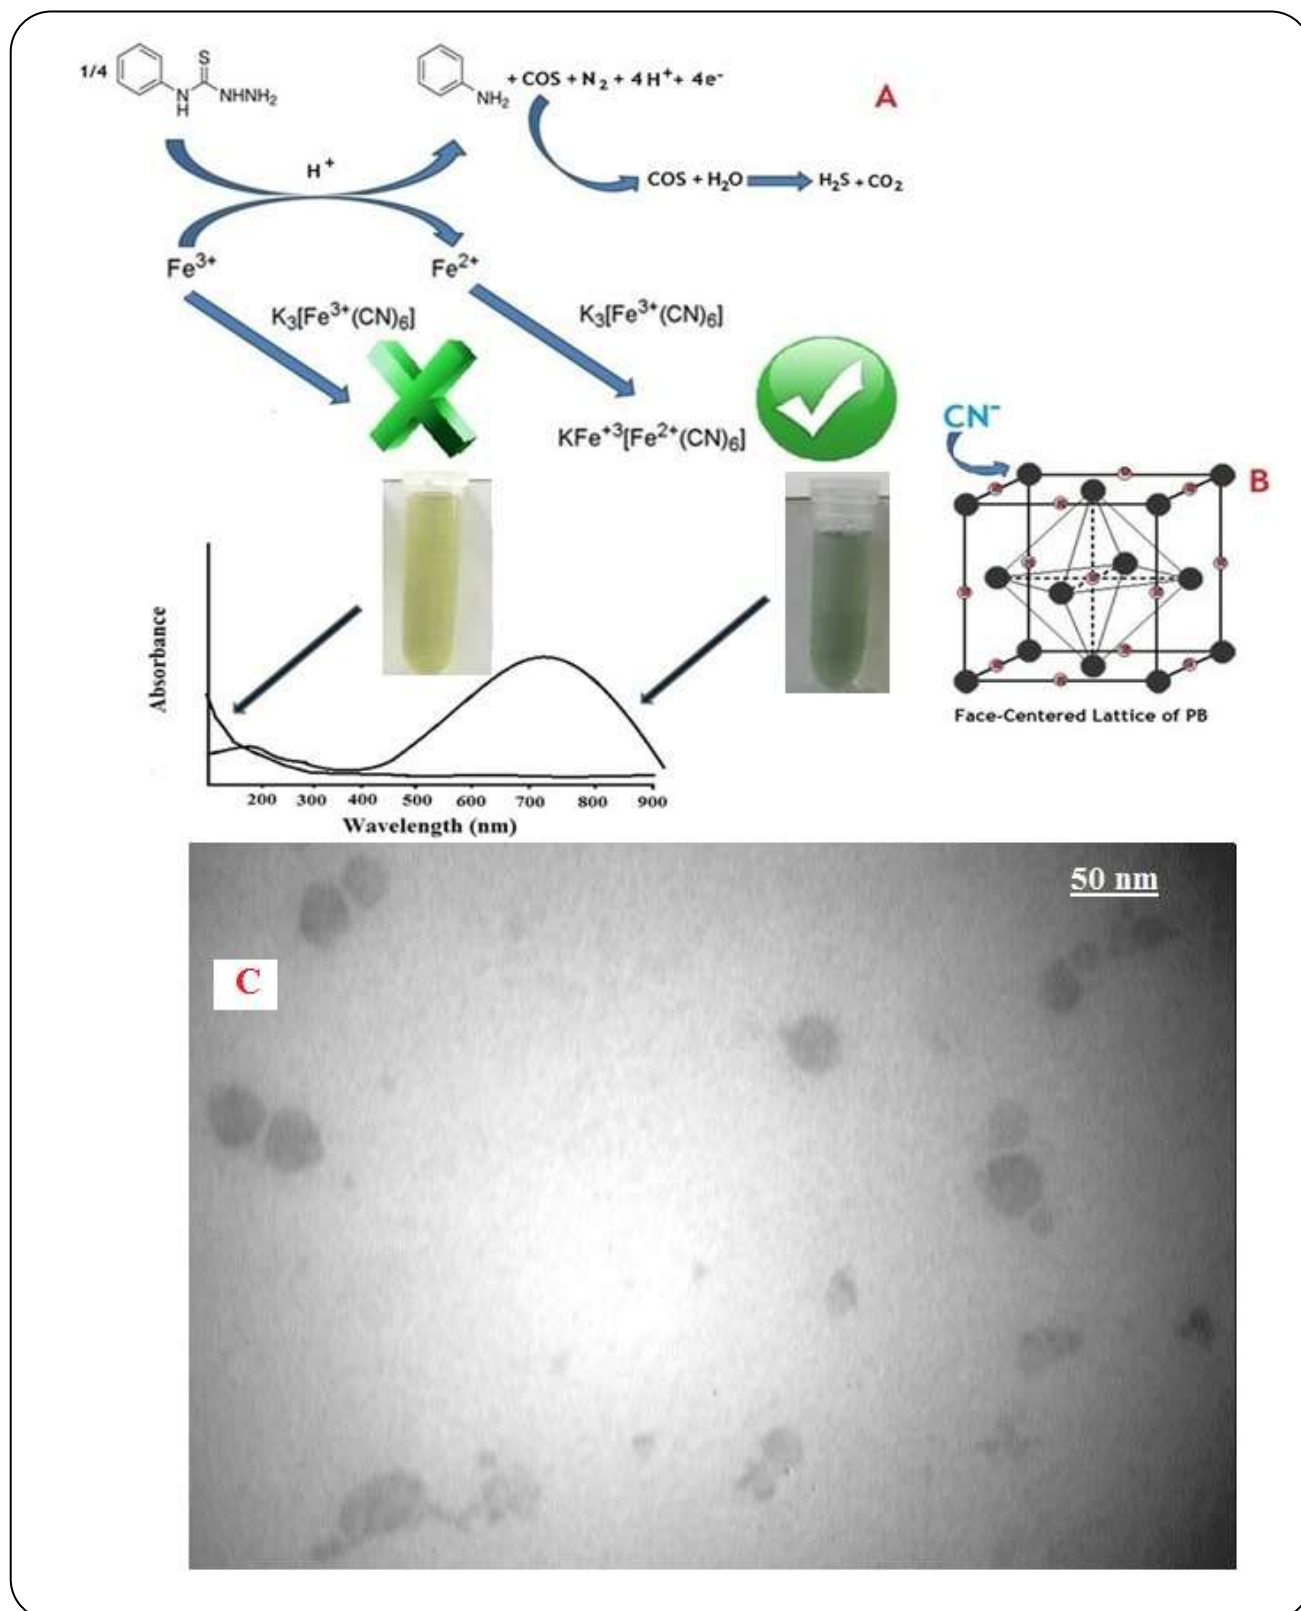 1/4
S
N
H
NHNH₂
NH₂
+ COS + N₂ + 4H⁺ + 4e⁻
A
H⁺
COS + H₂O
H₂S + CO₂
Fe³⁺
Fe²⁺
K₃[Fe³⁺(CN)₆]
K₃[Fe³⁺(CN)₆]
KFe⁺³[Fe²⁺(CN)₆]
CN⁻
B
Face-Centered Lattice of PB
Absorbance
200 300 400 500 600 700 800 900
Wavelength (nm)
50 nm
C